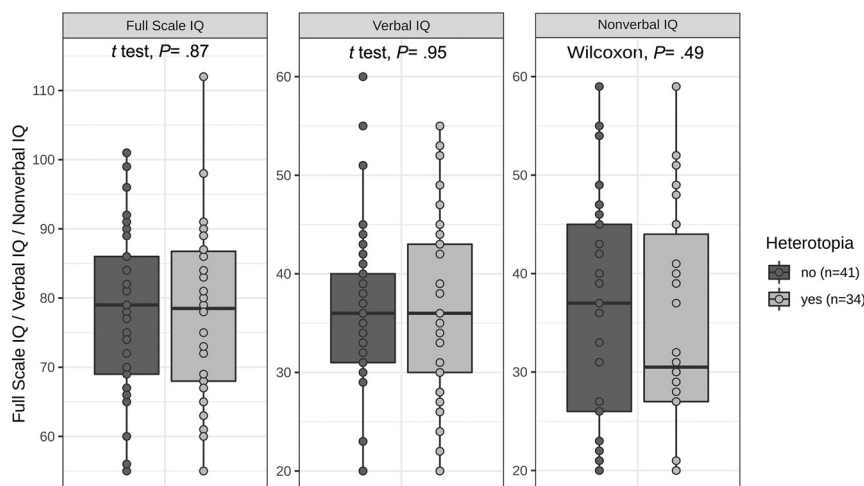 Full Scale IQ
Verbal IQ
Nonverbal IQ
t test, P= .87
t test, P= .95
Wilcoxon, P= .49
Full Scale IQ / Verbal IQ / Nonverbal IQ
110
100
90
80
70
60
60
50
40
30
20
60
50
40
30
20
Heterotopia
no (n=41)
yes (n=34)